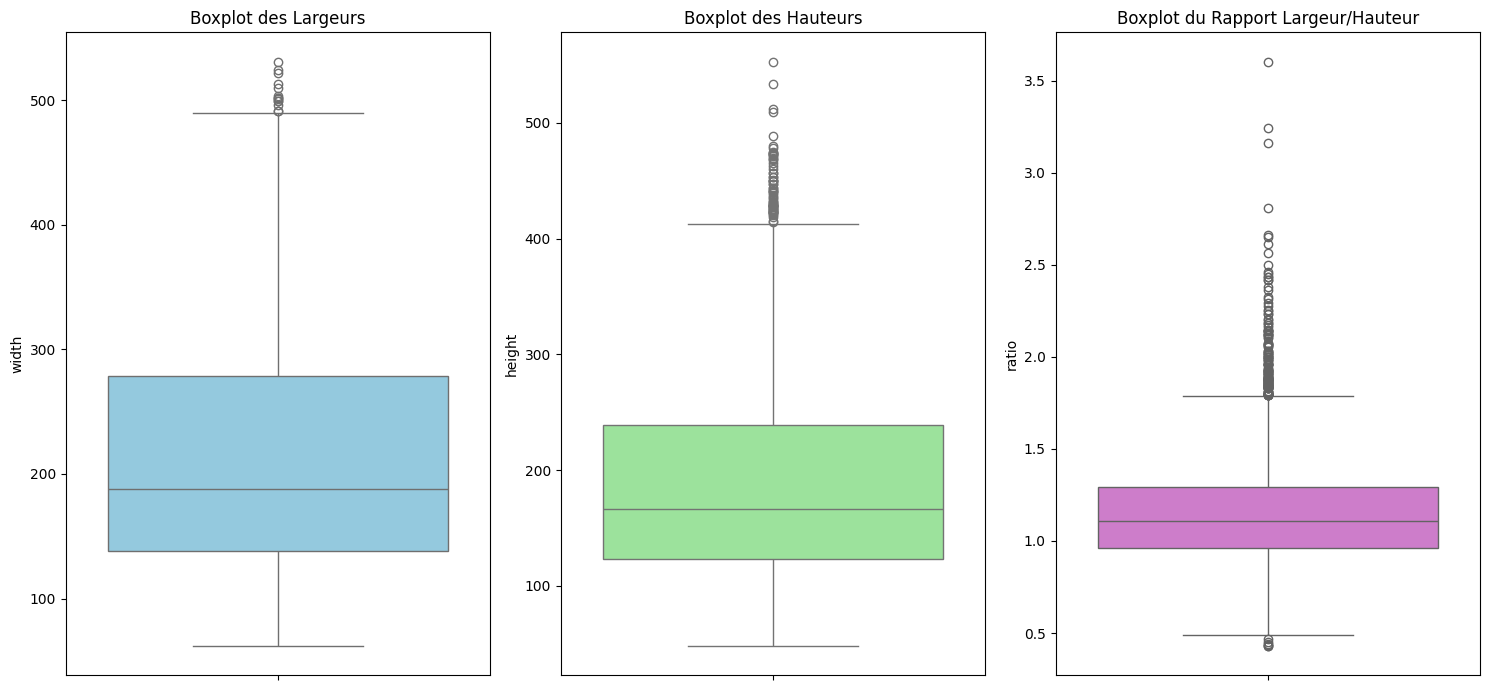 Boxplot des Largeurs
500
400
300
200
100
width
Boxplot des Hauteurs
500
400
300
200
100
height
Boxplot du Rapport Largeur/Hauteur
3.5
3.0
2.5
2.0
1.5
1.0
0.5
ratio